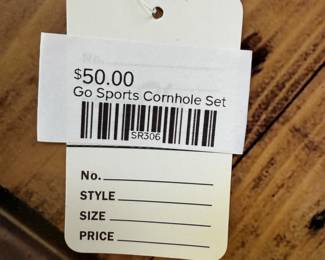 $50.00
Go Sports Cornhole Set
SR306
No.
STYLE
SIZE
PRICE